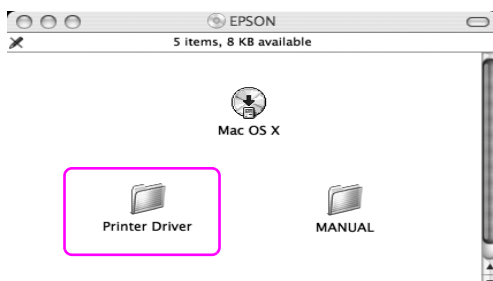 EPSON
5 items, 8 KB available
Mac OS X
Printer Driver
MANUAL